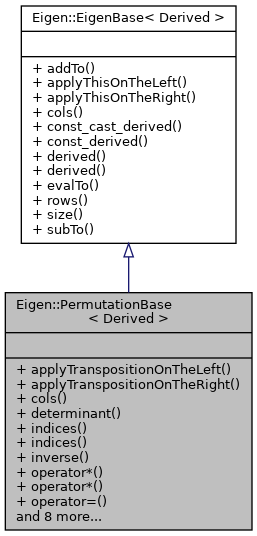 Eigen::EigenBase< Derived >
+ addTo()
+ applyThisOnTheLeft()
+ applyThisOnTheRight()
+ cols()
+ const_cast_derived()
+ const_derived()
+ derived()
+ derived()
+ evalTo()
+ rows()
+ size()
+ subTo()
Eigen::PermutationBase
< Derived >
+ applyTranspositionOnTheLeft()
+ applyTranspositionOnTheRight()
+ cols()
+ determinant()
+ indices()
+ indices()
+ inverse()
+ operator*()
+ operator*()
+ operator=()
and 8 more...